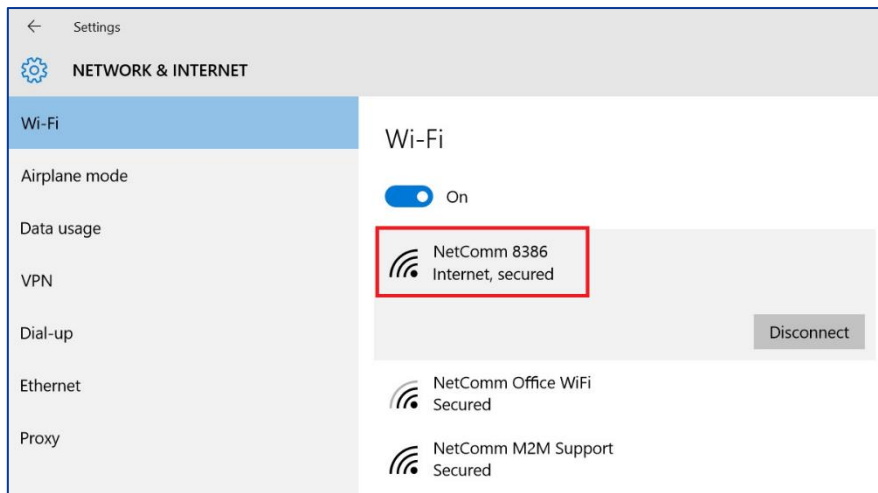 Settings
NETWORK & INTERNET
Wi-Fi
Airplane mode
Data usage
VPN
Dial-up
Ethernet
Proxy
Wi-Fi
On
NetComm 8386
Internet, secured
Disconnect
NetComm Office WiFi
Secured
NetComm M2M Support
Secured